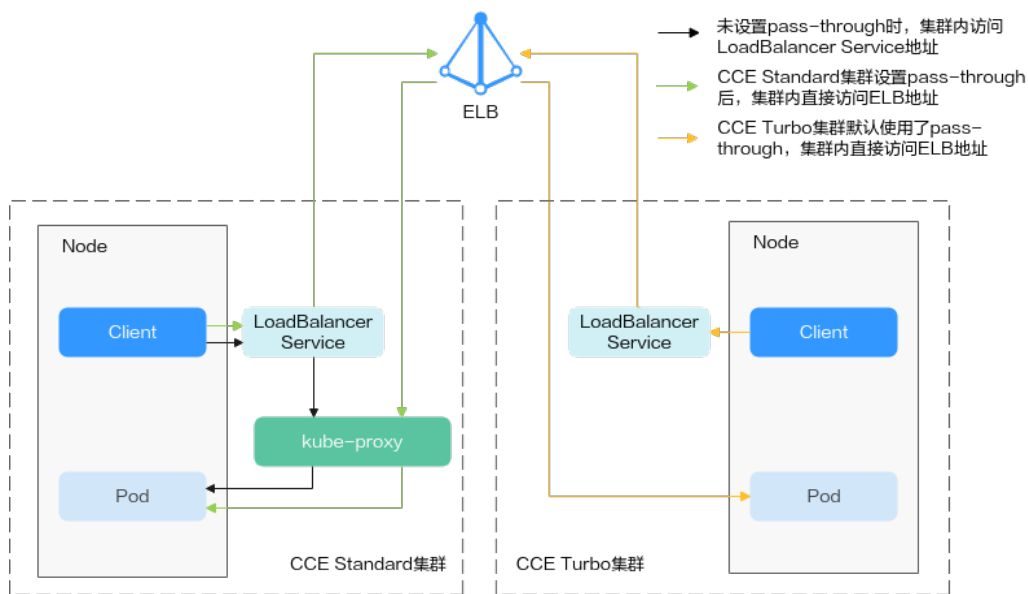 未设置pass-through时，集群内访问
LoadBalancer Service地址
CCE Standard集群设置pass-through
后，集群内直接访问ELB地址
CCE Turbo集群默认使用了pass-
through，集群内直接访问ELB地址
ELB
Node
Client
LoadBalancer
Service
kube-proxy
Pod
CCE Standard集群
Node
LoadBalancer
Service
Client
Pod
CCE Turbo集群